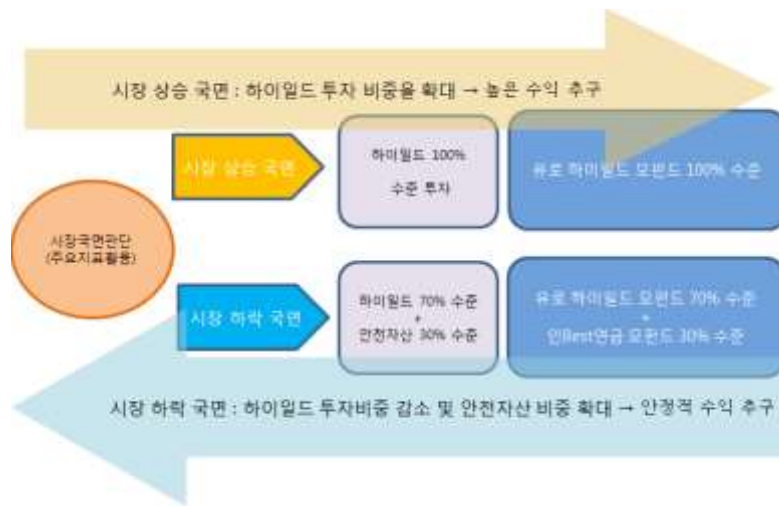 시장 상승 국면 : 하이일드 투자 비중을 확대 → 높은 수익 추구
시장 상승 국면
하이일드 100%
수준 투자
유로 하이일드 모펀드 100% 수준
시장국면판단
(주요지표활용)
시장 하락 국면
하이일드 70% 수준
+
안전자산 30% 수준
유로 하이일드 모펀드 70% 수준
+
인Best연금 모펀드 30% 수준
시장 하락 국면 : 하이일드 투자비중 감소 및 안전자산 비중 확대 → 안정적 수익 추구